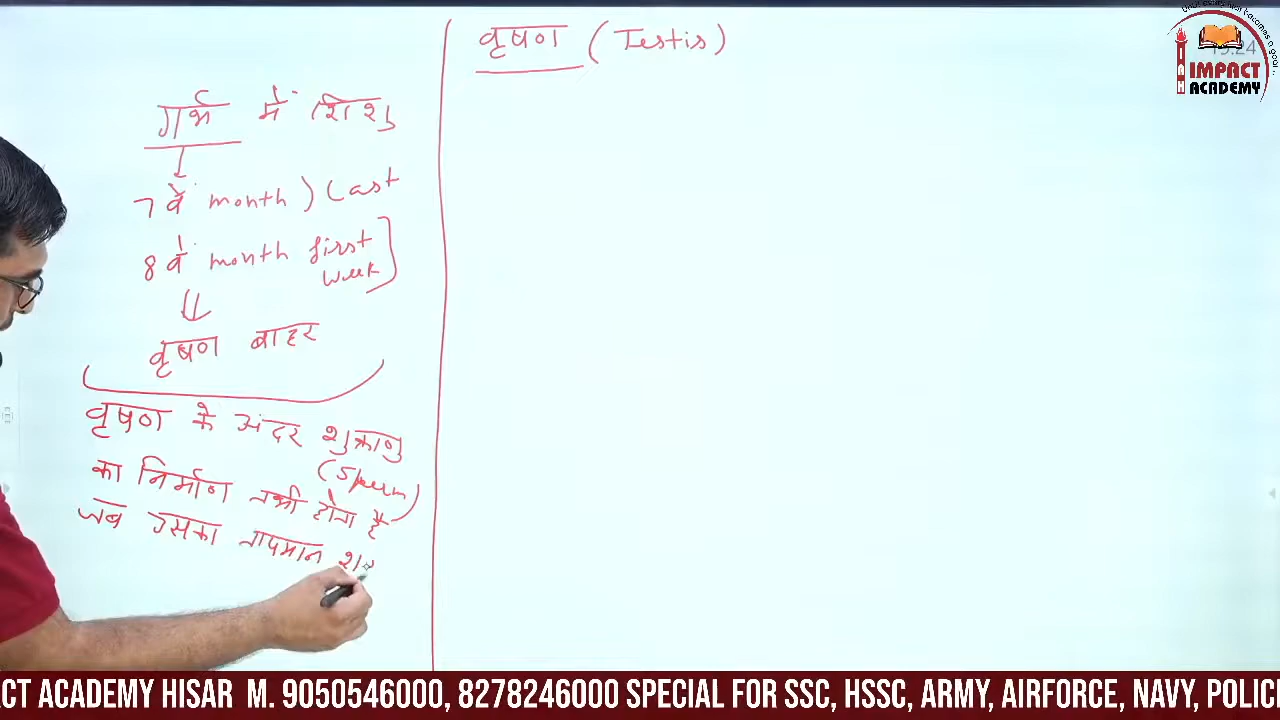 वृषण (Testis)
गर्भ में शिशु
7 वें month) Last
8 वें month first
week
वृषण बाहर
वृषण के अंदर शुक्राणु
(Sperm)
का निर्माण तभी होता है
जब उसका तापमान श
IMPACT
ACADEMY
CT ACADEMY HISAR M. 9050546000, 8278246000 SPECIAL FOR SSC, HSSC, ARMY, AIRFORCE, NAVY, POLIC